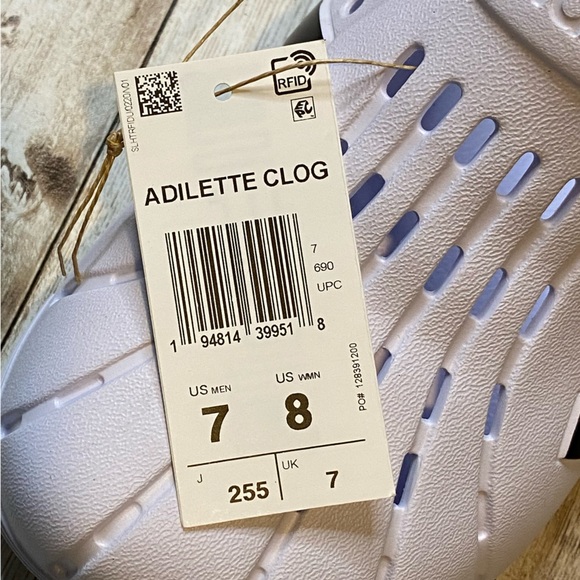 SLHTRFIDU0220IN01
RFID
ADILETTE CLOG
7
690
UPC
1 94814 39951 8
US MEN
7
US WMN
8
PO# 128391200
J
255
UK
7